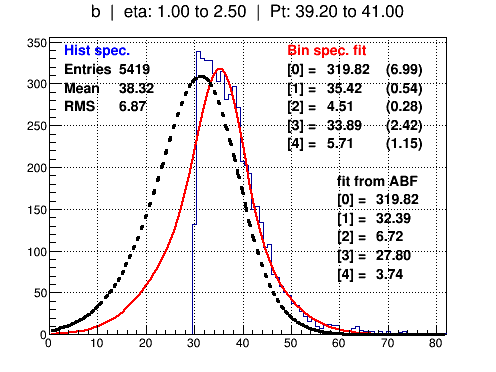 b | eta: 1.00 to 2.50 | Pt: 39.20 to 41.00
Hist spec.
Entries 5419
Mean 38.32
RMS 6.87
Bin spec. fit
[0] = 319.82 (6.99)
[1] = 35.42 (0.54)
[2] = 4.51 (0.28)
[3] = 33.89 (2.42)
[4] = 5.71 (1.15)
fit from ABF
[0] = 319.82
[1] = 32.39
[2] = 6.72
[3] = 27.80
[4] = 3.74
350
300
250
200
150
100
50
0
0 10 20 30 40 50 60 70 80